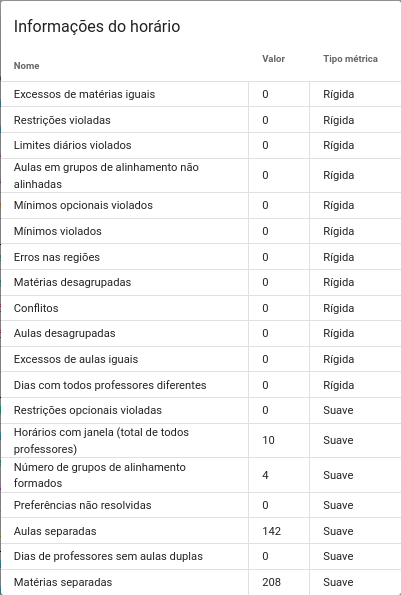 Informações do horário
Nome Valor Tipo métrica
Excessos de matérias iguais 0 Rígida
Restrições violadas 0 Rígida
Limites diários violados 0 Rígida
Aulas em grupos de alinhamento não
alinhadas 0 Rígida
Mínimos opcionais violados 0 Rígida
Mínimos violados 0 Rígida
Erros nas regiões 0 Rígida
Matérias desagrupadas 0 Rígida
Conflitos 0 Rígida
Aulas desagrupadas 0 Rígida
Excessos de aulas iguais 0 Rígida
Dias com todos professores diferentes 0 Rígida
Restrições opcionais violadas 0 Suave
Horários com janela (total de todos
professores) 10 Suave
Número de grupos de alinhamento
formados 4 Suave
Preferências não resolvidas 0 Suave
Aulas separadas 142 Suave
Dias de professores sem aulas duplas 0 Suave
Matérias separadas 208 Suave